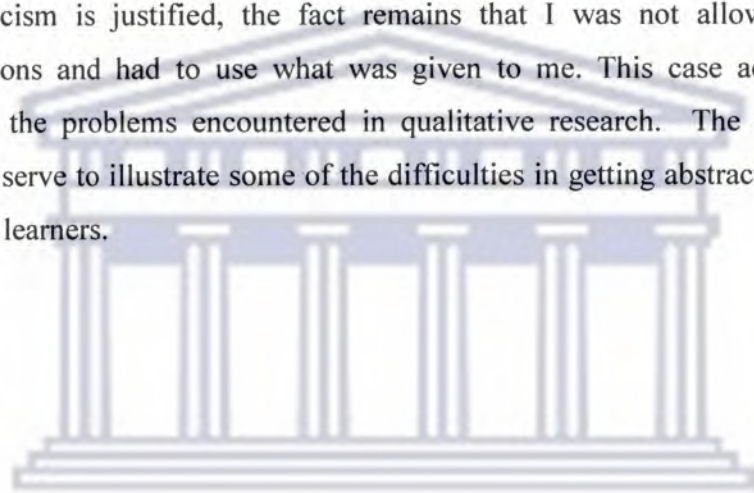 cism is justified, the fact remains that I was not allow
ons and had to use what was given to me. This case a
the problems encountered in qualitative research. The
serve to illustrate some of the difficulties in getting abstrac
learners.